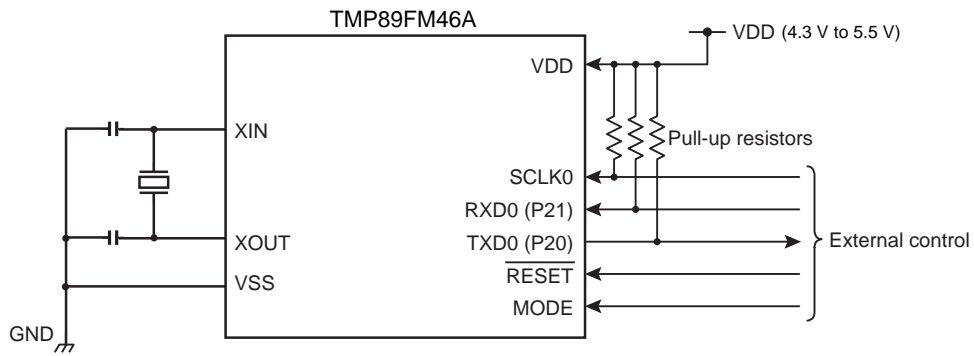 TMP89FM46A
VDD (4.3 V to 5.5 V)
VDD
XIN
Pull-up resistors
SCLK0
RXD0 (P21)
XOUT
TXD0 (P20)
External control
VSS
RESET
MODE
GND